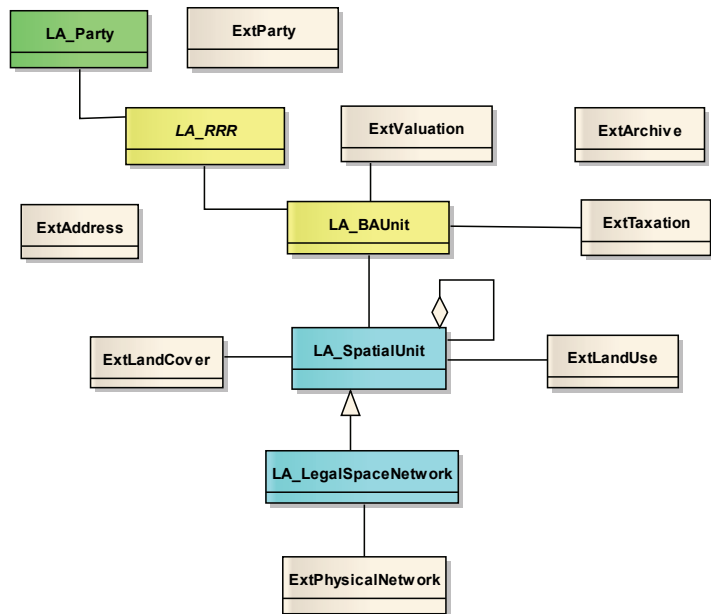 LA_Party
ExtParty
LA_RRR
ExtValuation
ExtArchive
ExtAddress
LA_BAUnit
ExtTaxation
ExtLandCover
LA_SpatialUnit
ExtLandUse
LA_LegalSpaceNetwork
ExtPhysicalNetwork